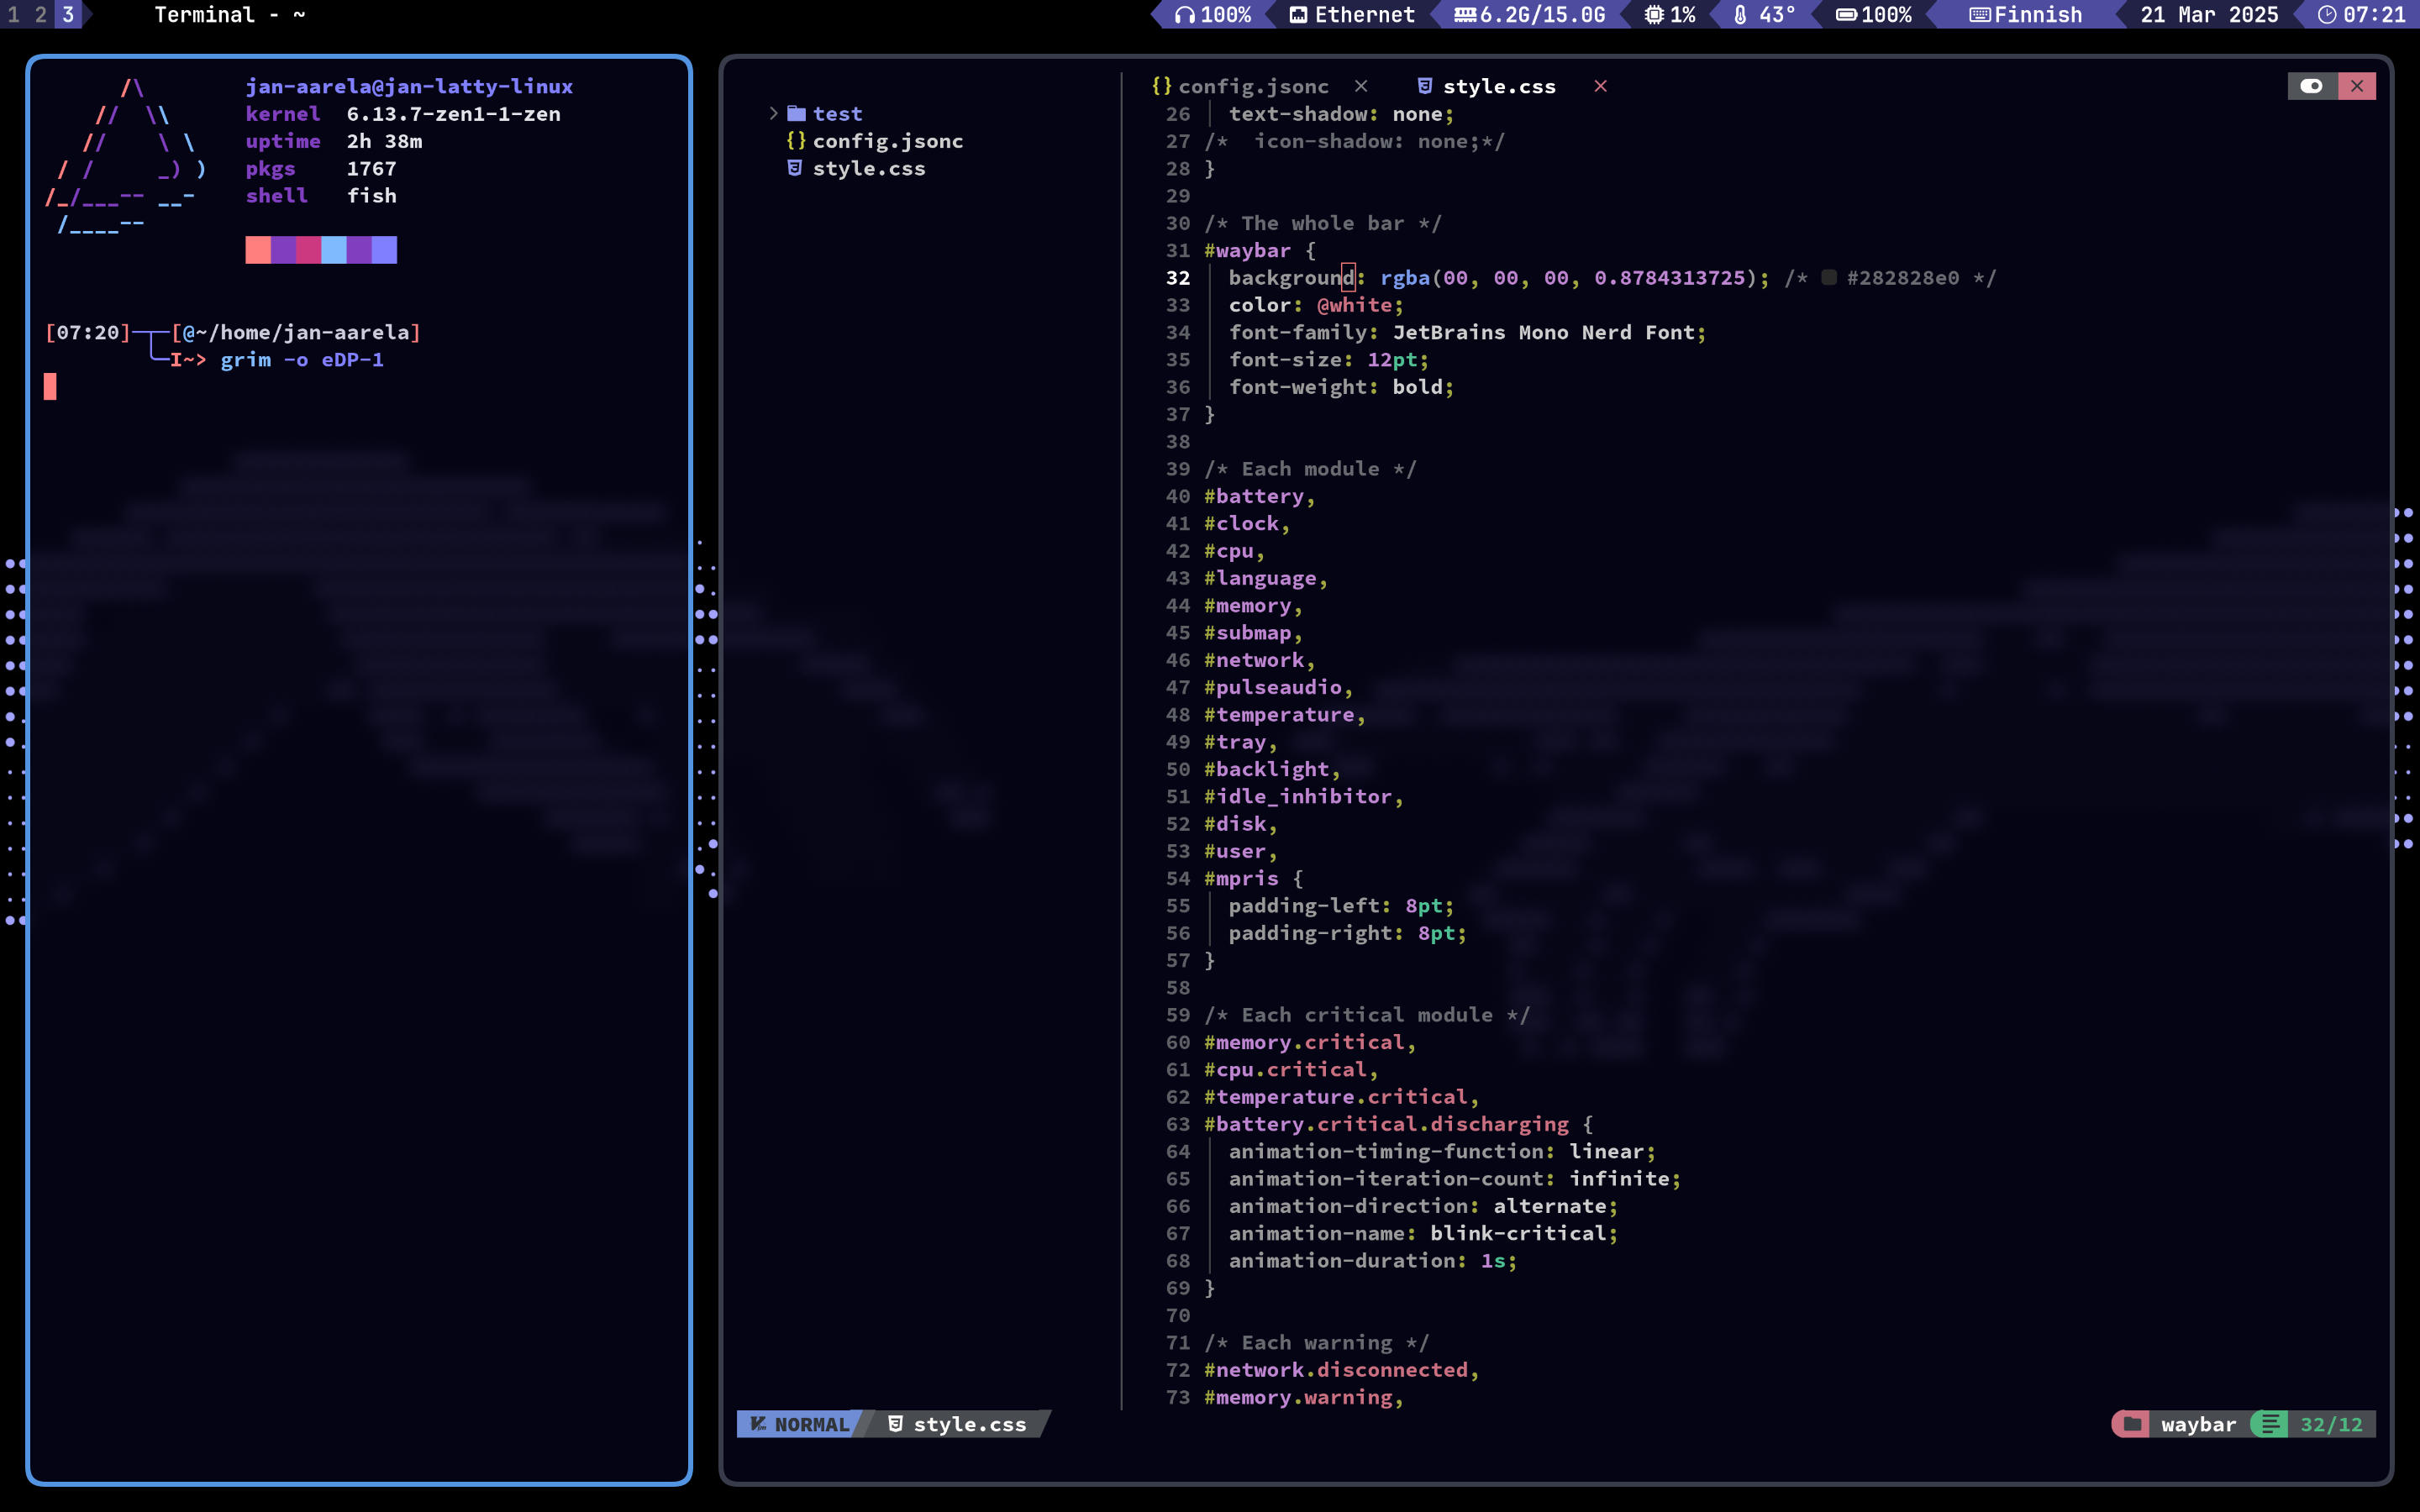 1 2 3 Terminal - ~ 100% Ethernet 6.2G/15.0G 1% 43° 100% Finnish 21 Mar 2025 07:21
jan-aarela@jan-latty-linux
kernel 6.13.7-zen1-1-zen
uptime 2h 38m
pkgs 1767
shell fish
[07:20]─┬─[@~/home/jan-aarela]
╰─I~> grim -o eDP-1
test
{} config.jsonc
style.css
{} config.jsonc × style.css ×
26 text-shadow: none;
27 /*  icon-shadow: none;*/
28 }
29
30 /* The whole bar */
31 #waybar {
32 background: rgba(00, 00, 00, 0.8784313725); /* #282828e0 */
33 color: @white;
34 font-family: JetBrains Mono Nerd Font;
35 font-size: 12pt;
36 font-weight: bold;
37 }
38
39 /* Each module */
40 #battery,
41 #clock,
42 #cpu,
43 #language,
44 #memory,
45 #submap,
46 #network,
47 #pulseaudio,
48 #temperature,
49 #tray,
50 #backlight,
51 #idle_inhibitor,
52 #disk,
53 #user,
54 #mpris {
55 padding-left: 8pt;
56 padding-right: 8pt;
57 }
58
59 /* Each critical module */
60 #memory.critical,
61 #cpu.critical,
62 #temperature.critical,
63 #battery.critical.discharging {
64 animation-timing-function: linear;
65 animation-iteration-count: infinite;
66 animation-direction: alternate;
67 animation-name: blink-critical;
68 animation-duration: 1s;
69 }
70
71 /* Each warning */
72 #network.disconnected,
73 #memory.warning,
NORMAL style.css waybar 32/12